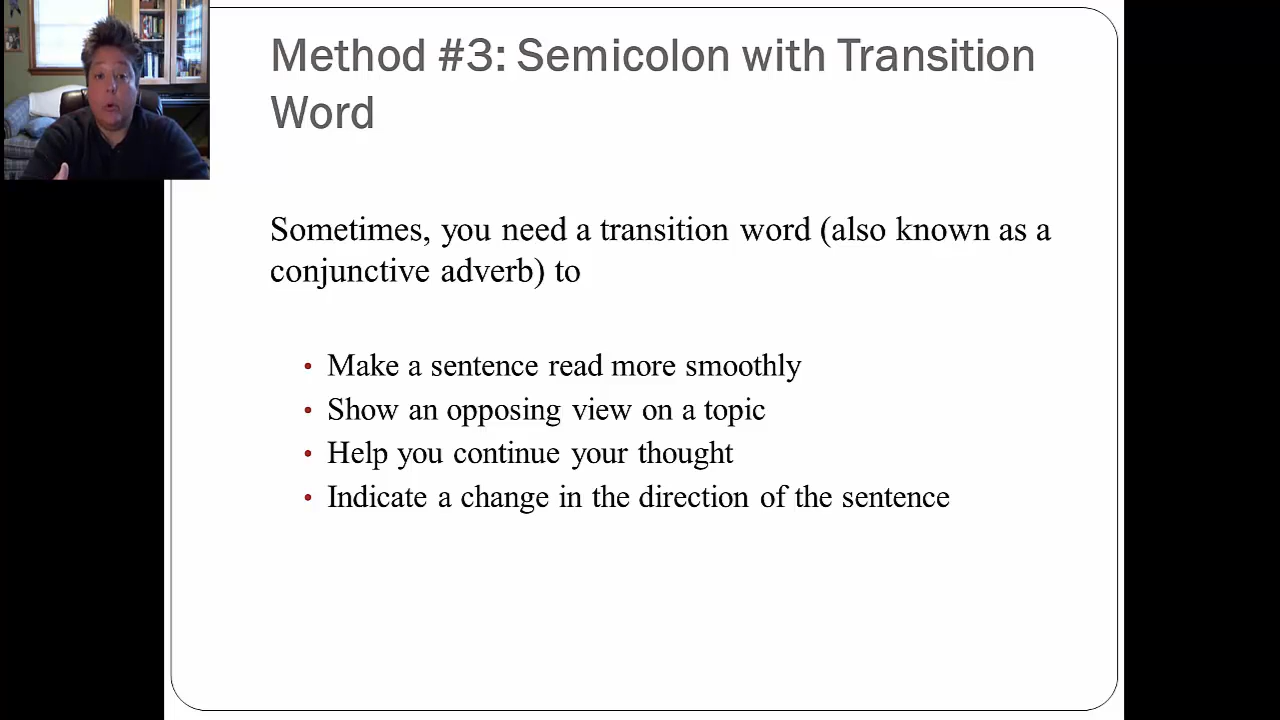 Method #3: Semicolon with Transition
Word
Sometimes, you need a transition word (also known as a
conjunctive adverb) to
• Make a sentence read more smoothly
• Show an opposing view on a topic
• Help you continue your thought
• Indicate a change in the direction of the sentence